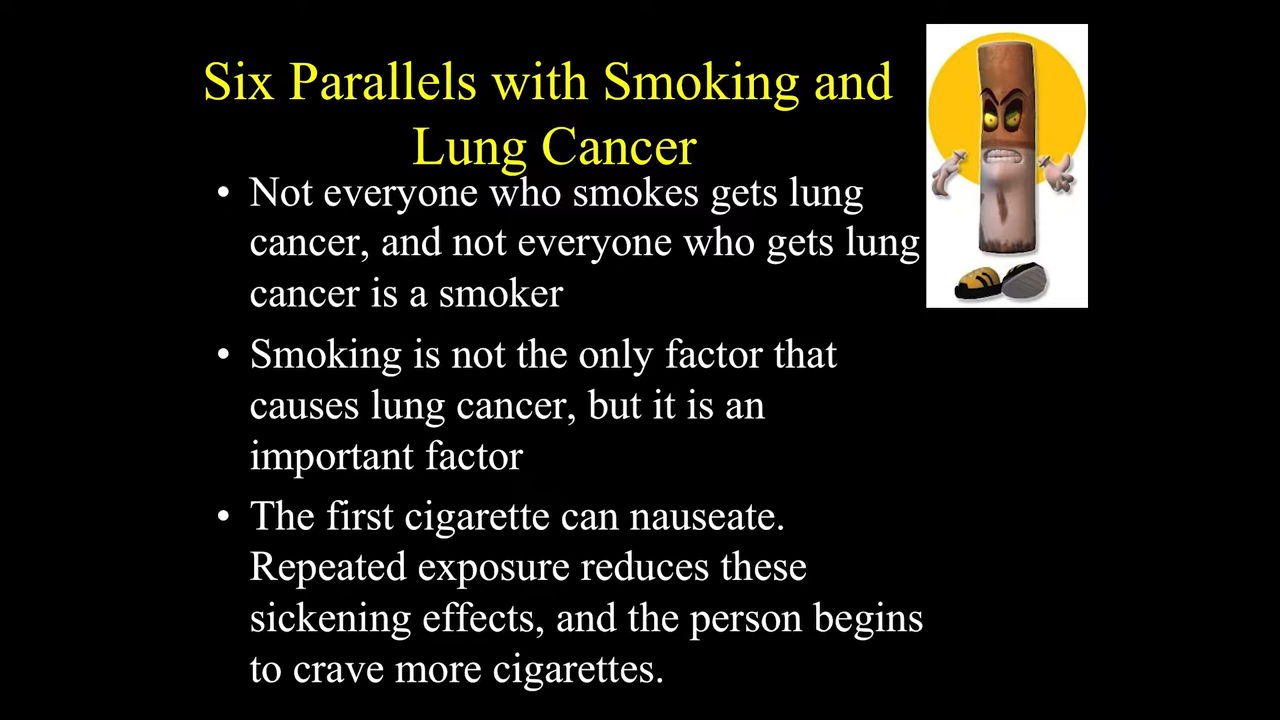 Six Parallels with Smoking and
Lung Cancer
• Not everyone who smokes gets lung
cancer, and not everyone who gets lung
cancer is a smoker
• Smoking is not the only factor that
causes lung cancer, but it is an
important factor
• The first cigarette can nauseate.
Repeated exposure reduces these
sickening effects, and the person begins
to crave more cigarettes.